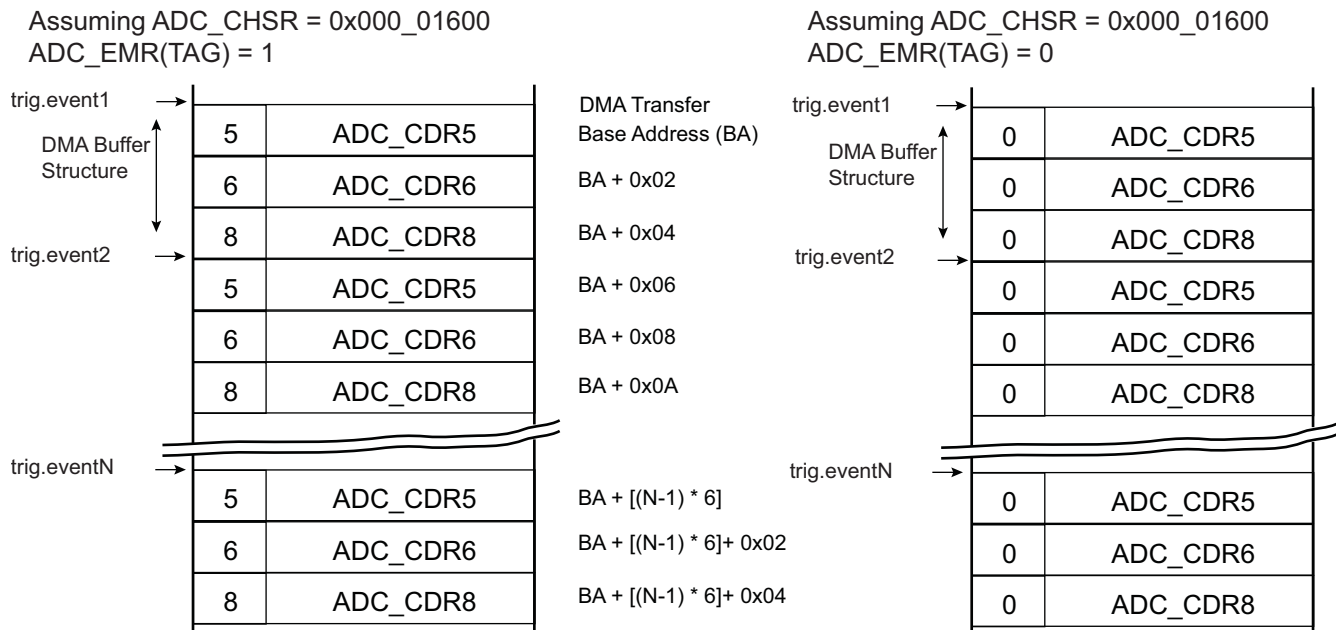 Assuming ADC_CHSR = 0x000_01600
ADC_EMR(TAG) = 1
trig.event1
DMA Buffer
Structure
trig.event2
trig.eventN
5 ADC_CDR5
6 ADC_CDR6
8 ADC_CDR8
5 ADC_CDR5
6 ADC_CDR6
8 ADC_CDR8
5 ADC_CDR5
6 ADC_CDR6
8 ADC_CDR8
DMA Transfer
Base Address (BA)
BA + 0x02
BA + 0x04
BA + 0x06
BA + 0x08
BA + 0x0A
BA + [(N-1) * 6]
BA + [(N-1) * 6]+ 0x02
BA + [(N-1) * 6]+ 0x04
Assuming ADC_CHSR = 0x000_01600
ADC_EMR(TAG) = 0
trig.event1
DMA Buffer
Structure
trig.event2
trig.eventN
0 ADC_CDR5
0 ADC_CDR6
0 ADC_CDR8
0 ADC_CDR5
0 ADC_CDR6
0 ADC_CDR8
0 ADC_CDR5
0 ADC_CDR6
0 ADC_CDR8